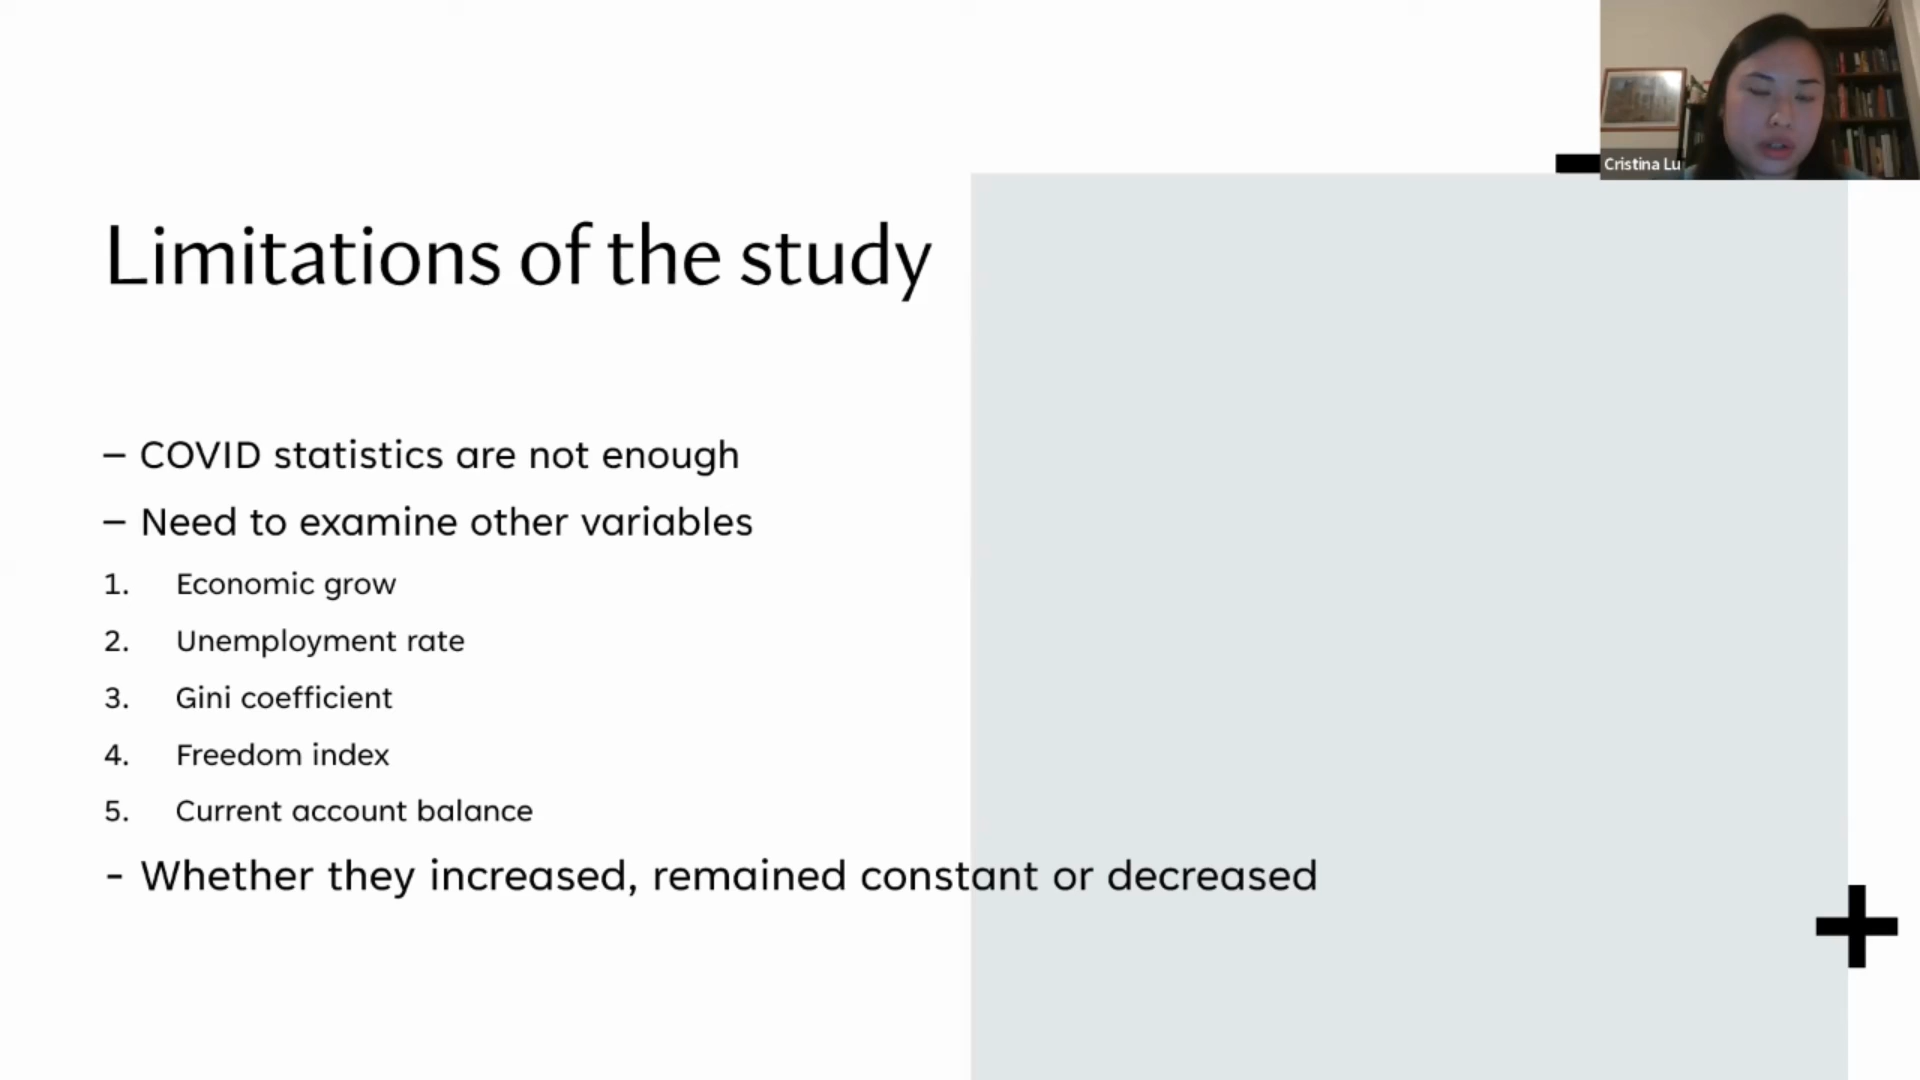 Cristina Lu
Limitations of the study
– COVID statistics are not enough
– Need to examine other variables
1. Economic grow
2. Unemployment rate
3. Gini coefficient
4. Freedom index
5. Current account balance
- Whether they increased, remained constant or decreased